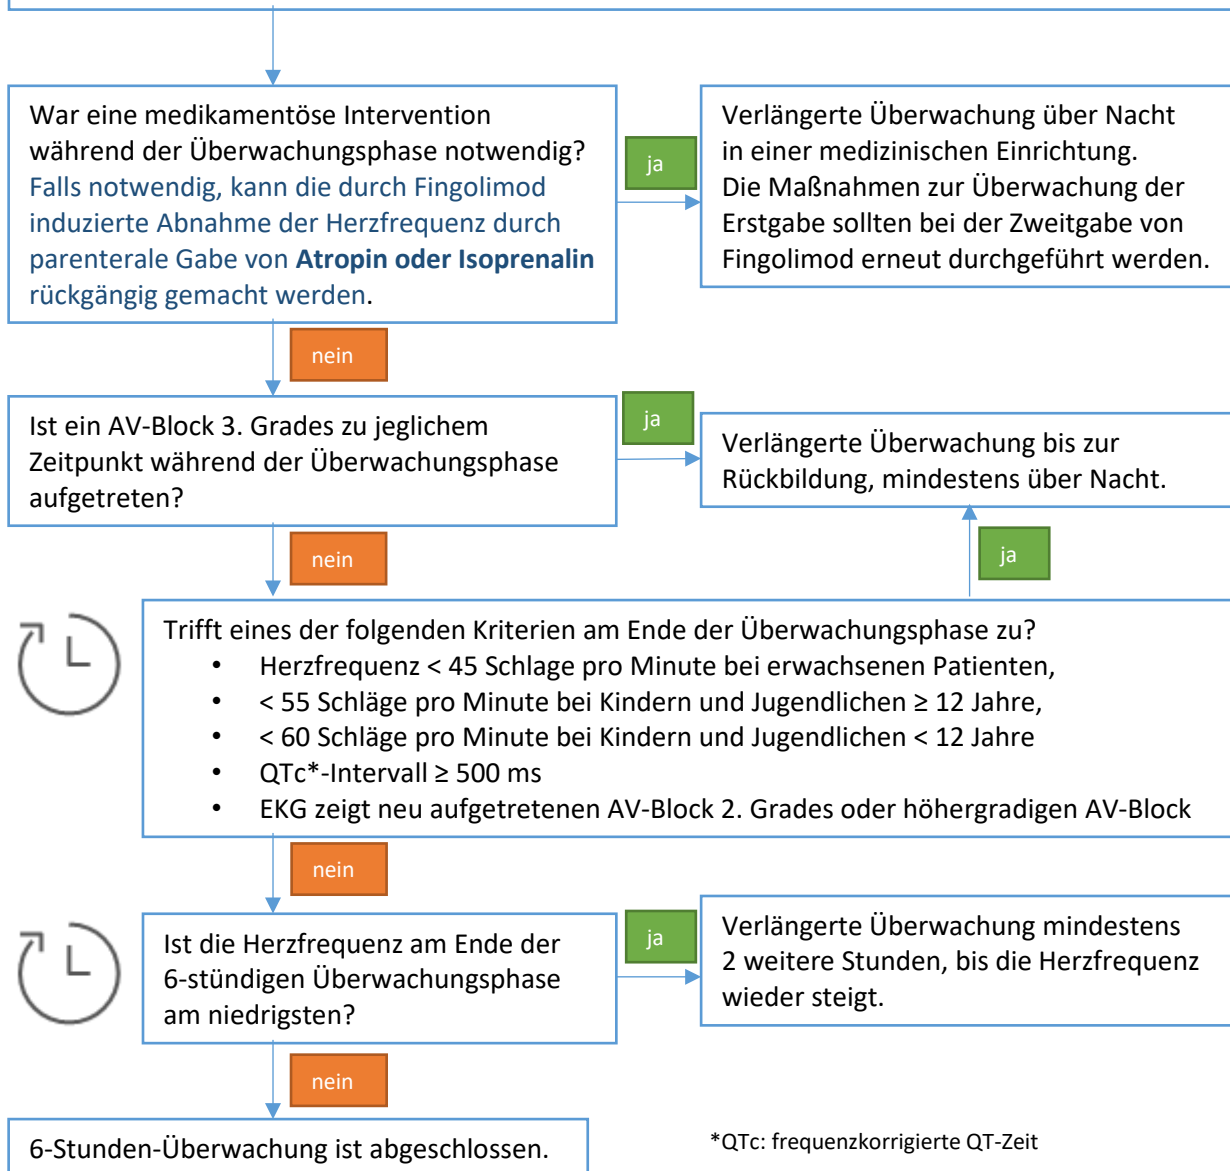 War eine medikamentöse Intervention
während der Überwachungsphase notwendig?
Falls notwendig, kann die durch Fingolimod
induzierte Abnahme der Herzfrequenz durch
parenterale Gabe von Atropin oder Isoprenalin
rückgängig gemacht werden.
ja
Verlängerte Überwachung über Nacht
in einer medizinischen Einrichtung.
Die Maßnahmen zur Überwachung der
Erstgabe sollten bei der Zweitgabe von
Fingolimod erneut durchgeführt werden.
nein
Ist ein AV-Block 3. Grades zu jeglichem
Zeitpunkt während der Überwachungsphase
aufgetreten?
ja
Verlängerte Überwachung bis zur
Rückbildung, mindestens über Nacht.
nein
ja
Trifft eines der folgenden Kriterien am Ende der Überwachungsphase zu?
• Herzfrequenz < 45 Schlage pro Minute bei erwachsenen Patienten,
• < 55 Schläge pro Minute bei Kindern und Jugendlichen ≥ 12 Jahre,
• < 60 Schläge pro Minute bei Kindern und Jugendlichen < 12 Jahre
• QTc*-Intervall ≥ 500 ms
• EKG zeigt neu aufgetretenen AV-Block 2. Grades oder höhergradigen AV-Block
nein
Ist die Herzfrequenz am Ende der
6-stündigen Überwachungsphase
am niedrigsten?
ja
Verlängerte Überwachung mindestens
2 weitere Stunden, bis die Herzfrequenz
wieder steigt.
nein
6-Stunden-Überwachung ist abgeschlossen.
*QTc: frequenzkorrigierte QT-Zeit